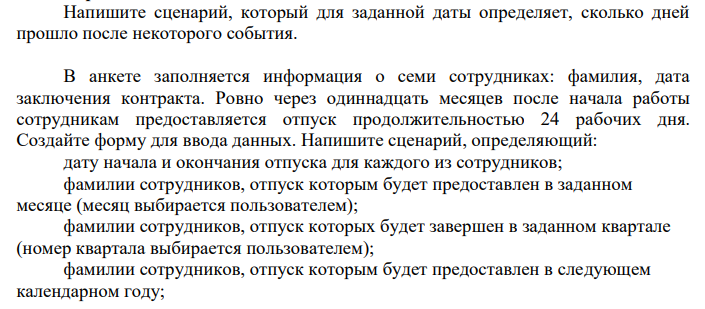 Напишите сценарий, который для заданной даты определяет, сколько дней
прошло после некоторого события.
В анкете заполняется информация о семи сотрудниках: фамилия, дата
заключения контракта. Ровно через одиннадцать месяцев после начала работы
сотрудникам предоставляется отпуск продолжительностью 24 рабочих дня.
Создайте форму для ввода данных. Напишите сценарий, определяющий:
дату начала и окончания отпуска для каждого из сотрудников;
фамилии сотрудников, отпуск которым будет предоставлен в заданном
месяце (месяц выбирается пользователем);
фамилии сотрудников, отпуск которых будет завершен в заданном квартале
(номер квартала выбирается пользователем);
фамилии сотрудников, отпуск которым будет предоставлен в следующем
календарном году;